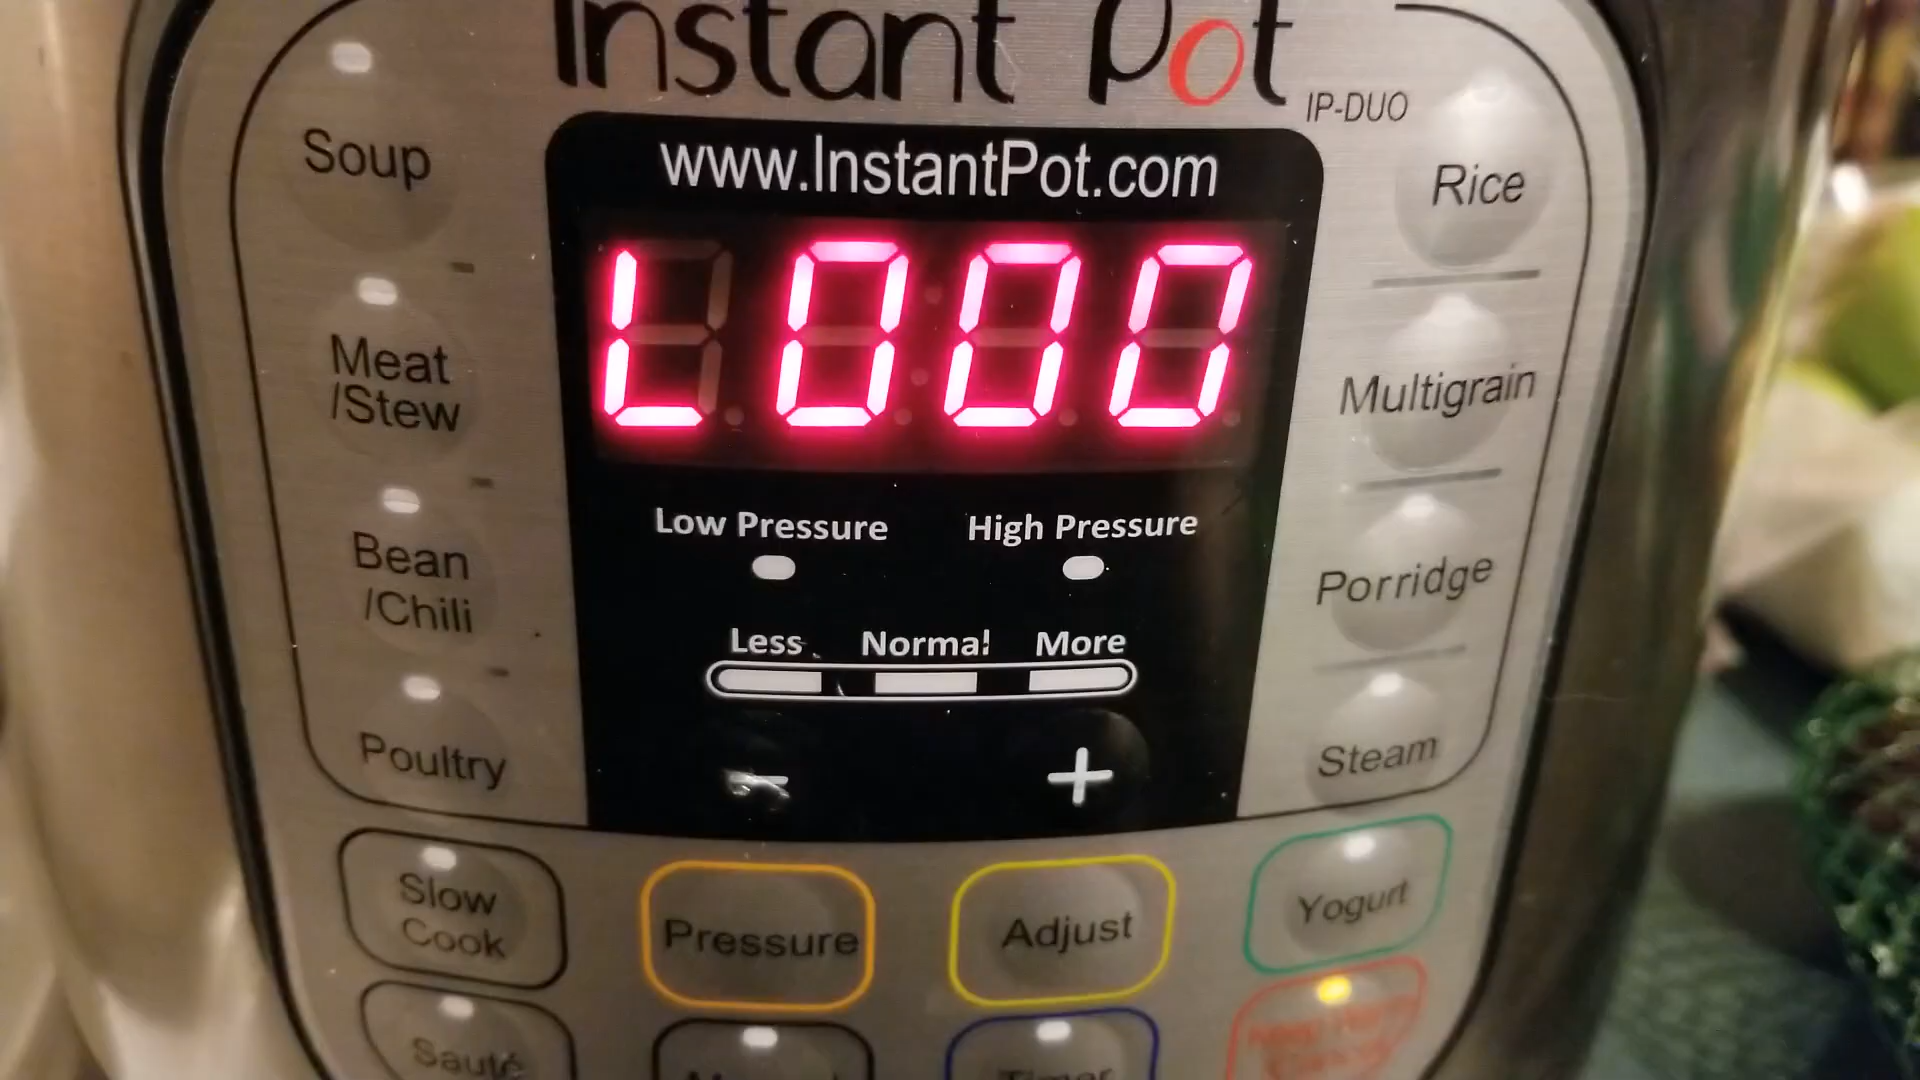 Instant Pot
IP-DUO
www.InstantPot.com
L000
Soup
Meat
/Stew
Bean
/Chili
Poultry
Low Pressure
High Pressure
Less
Normal
More
-
+
Rice
Multigrain
Porridge
Steam
Slow
Cook
Pressure
Adjust
Yogurt
Sauté
Timer